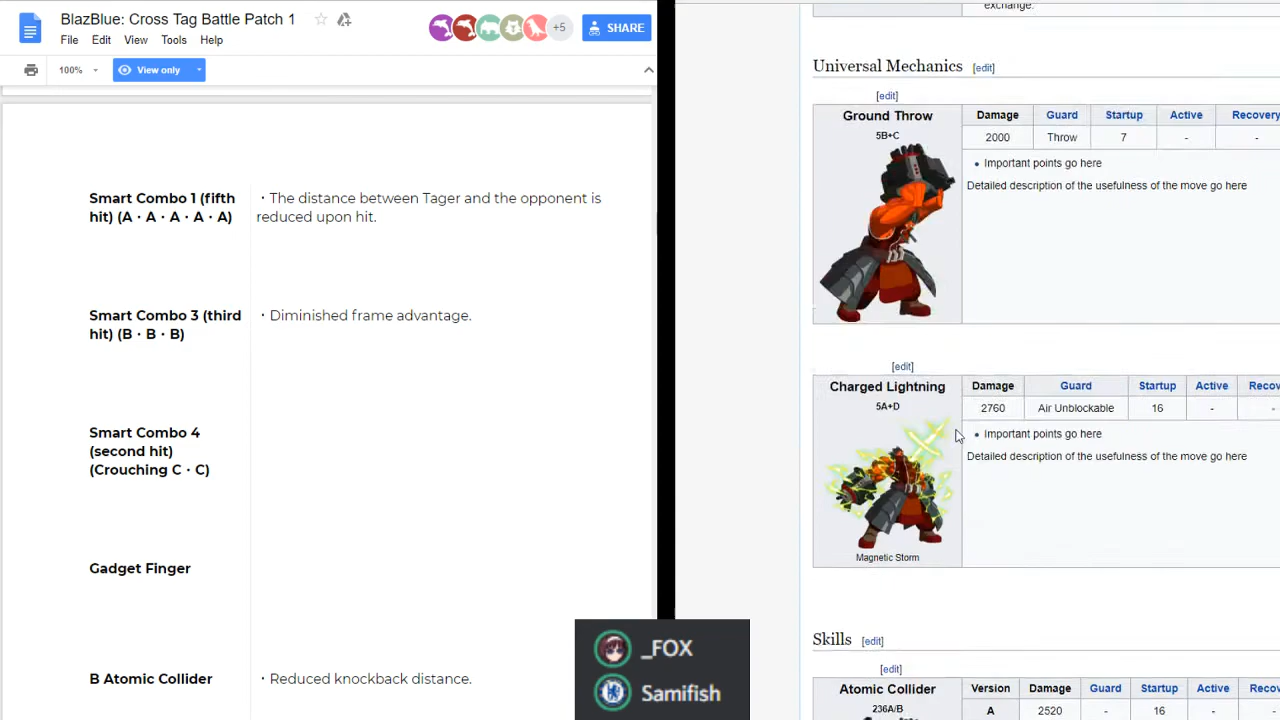 BlazBlue: Cross Tag Battle Patch 1
File Edit View Tools Help
+5
SHARE
100%
View only
Smart Combo 1 (fifth
hit) (A・A・A・A・A)
・The distance between Tager and the opponent is
reduced upon hit.
Smart Combo 3 (third
hit) (B・B・B)
・Diminished frame advantage.
Smart Combo 4
(second hit)
(Crouching C・C)
Gadget Finger
B Atomic Collider
・Reduced knockback distance.
_FOX
Samifish
exchange.
Universal Mechanics [edit]
[edit]
Ground Throw
5B+C
Damage Guard Startup Active Recovery
2000 Throw 7 - -
• Important points go here
Detailed description of the usefulness of the move go here
[edit]
Charged Lightning
5A+D
Magnetic Storm
Damage Guard Startup Active Recov
2760 Air Unblockable 16 - -
• Important points go here
Detailed description of the usefulness of the move go here
Skills [edit]
[edit]
Atomic Collider
236A/B
Version Damage Guard Startup Active Recov
A 2520 - 16 - -